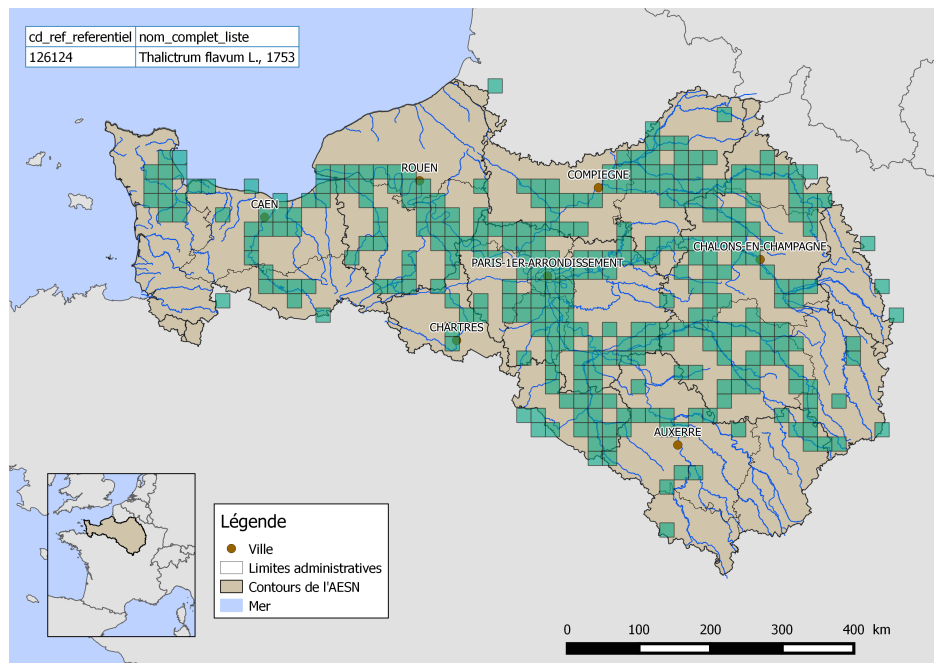 cd_ref_referentiel nom_complet_liste
126124 Thalictrum flavum L., 1753
ROUEN
COMPIEGNE
CAEN
CHALONS-EN-CHAMPAGNE
PARIS-1ER-ARRONDISSEMENT
CHARTRES
AUXERRE
Légende
Ville
Limites administratives
Contours de l'AESN
Mer
0 100 200 300 400 km